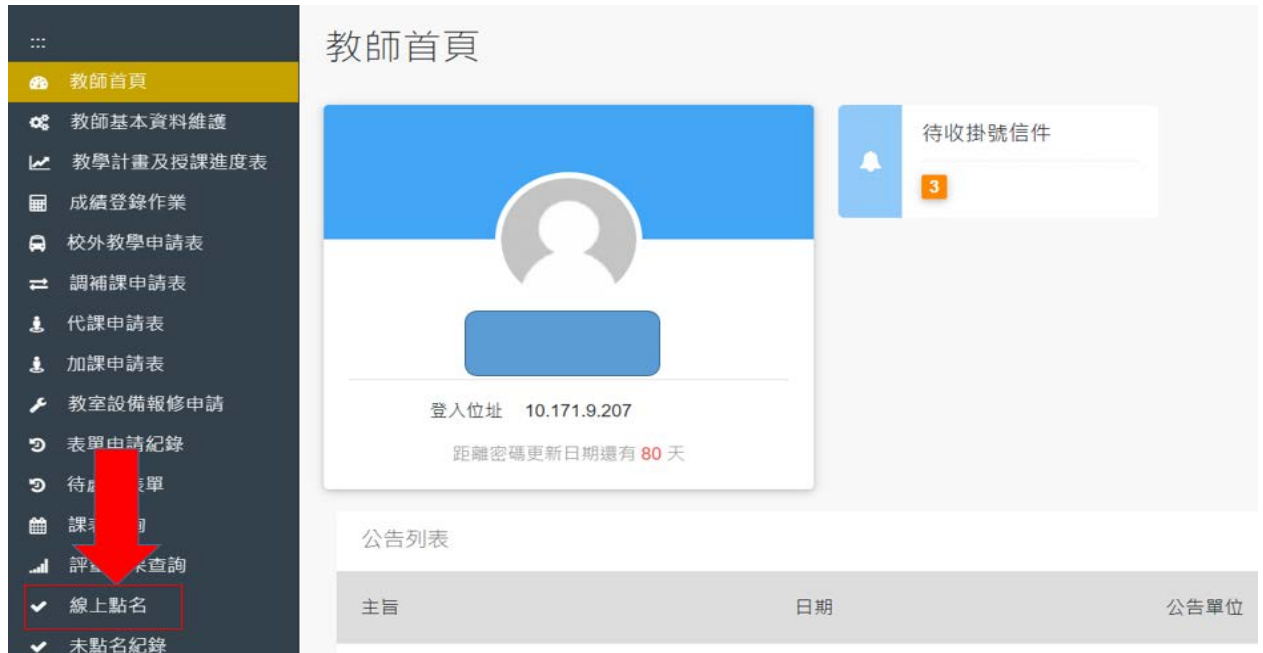 :::
教師首頁
教師基本資料維護
教學計畫及授課進度表
成績登錄作業
校外教學申請表
調補課申請表
代課申請表
加課申請表
教室設備報修申請
表單申請紀錄
待 表單
課
評 查詢
線上點名
未點名紀錄
教師首頁
待收掛號信件
3
登入位址 10.171.9.207
距離密碼更新日期還有 80 天
公告列表
主旨 日期 公告單位